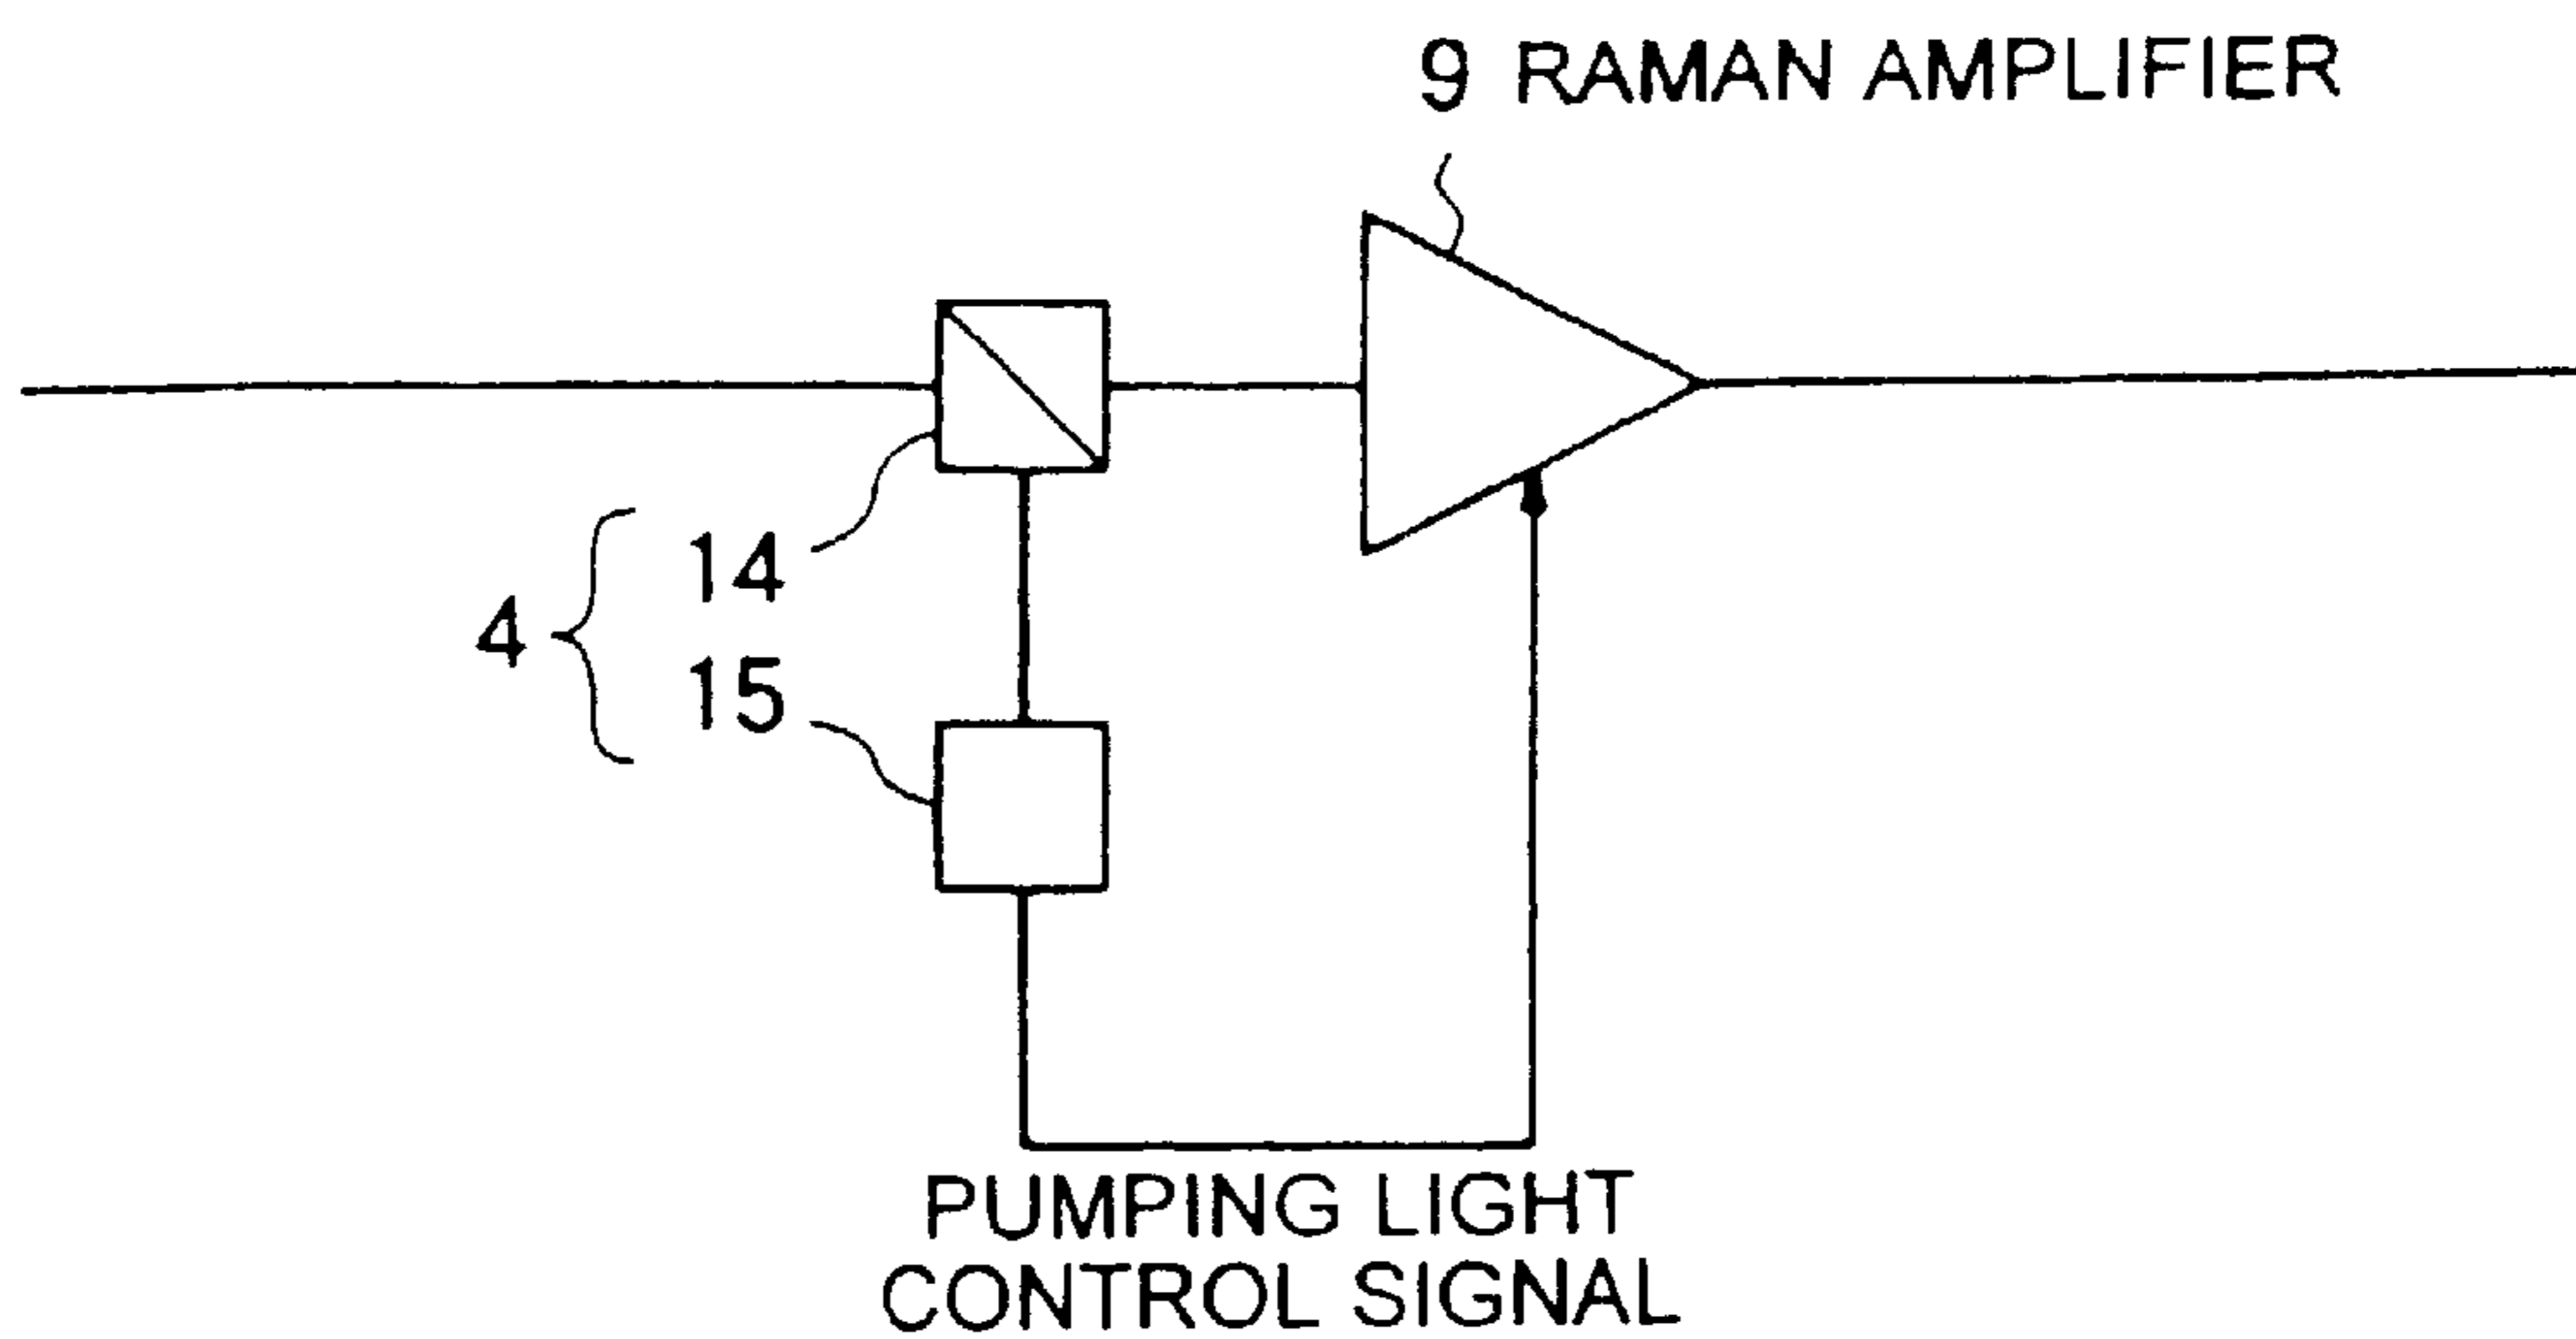 9 RAMAN AMPLIFIER
14
4
15
PUMPING LIGHT
CONTROL SIGNAL